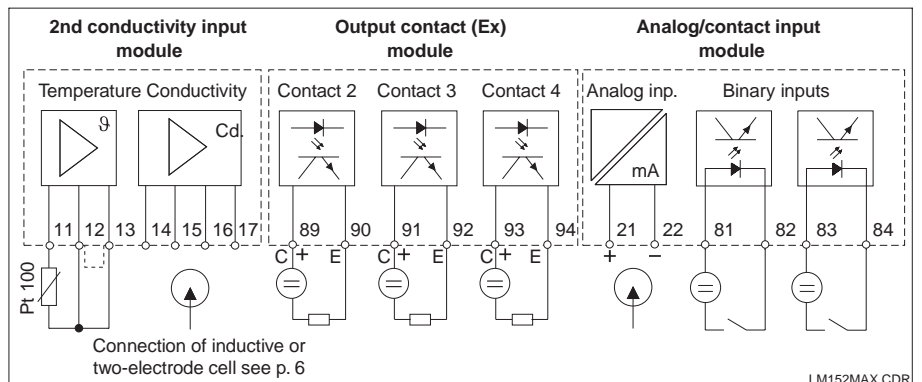 2nd conductivity input
module
Output contact (Ex)
module
Analog/contact input
module
Temperature Conductivity
Contact 2 Contact 3 Contact 4
Analog inp. Binary inputs
ϑ
Cd.
mA
11 12 13 14 15 16 17 89 90 91 92 93 94 21 22 81 82 83 84
C + E C + E C + E + −
Pt 100
Connection of inductive or
two-electrode cell see p. 6
LM152MAX.CDR